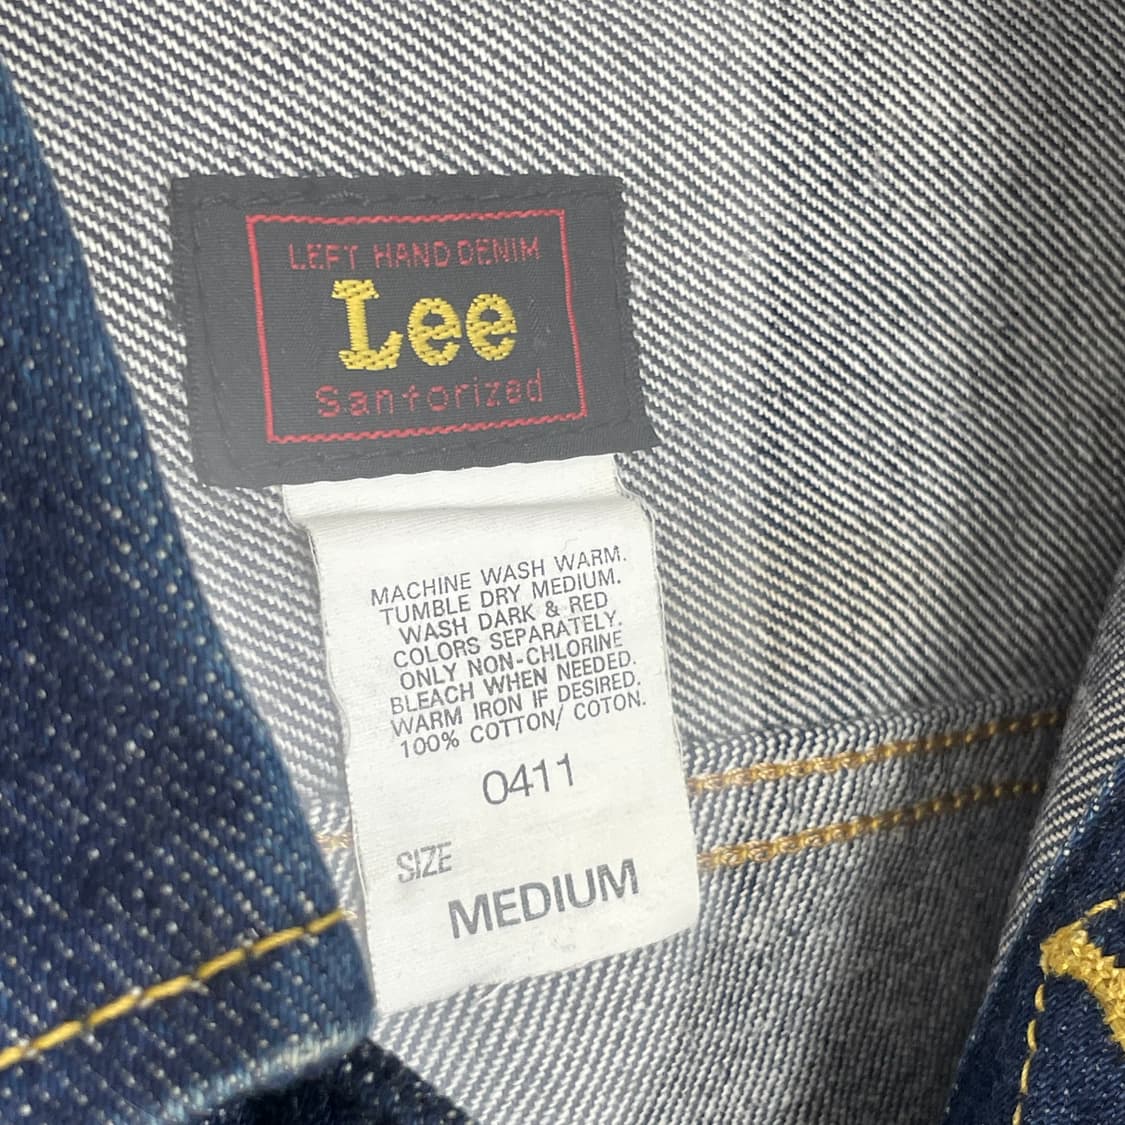 LEFT HAND DENIM
Lee
Sanforized
MACHINE WASH WARM.
TUMBLE DRY MEDIUM.
WASH DARK & RED
COLORS SEPARATELY.
ONLY NON-CHLORINE
BLEACH WHEN NEEDED.
WARM IRON IF DESIRED.
100% COTTON/ COTON.
0411
SIZE
MEDIUM